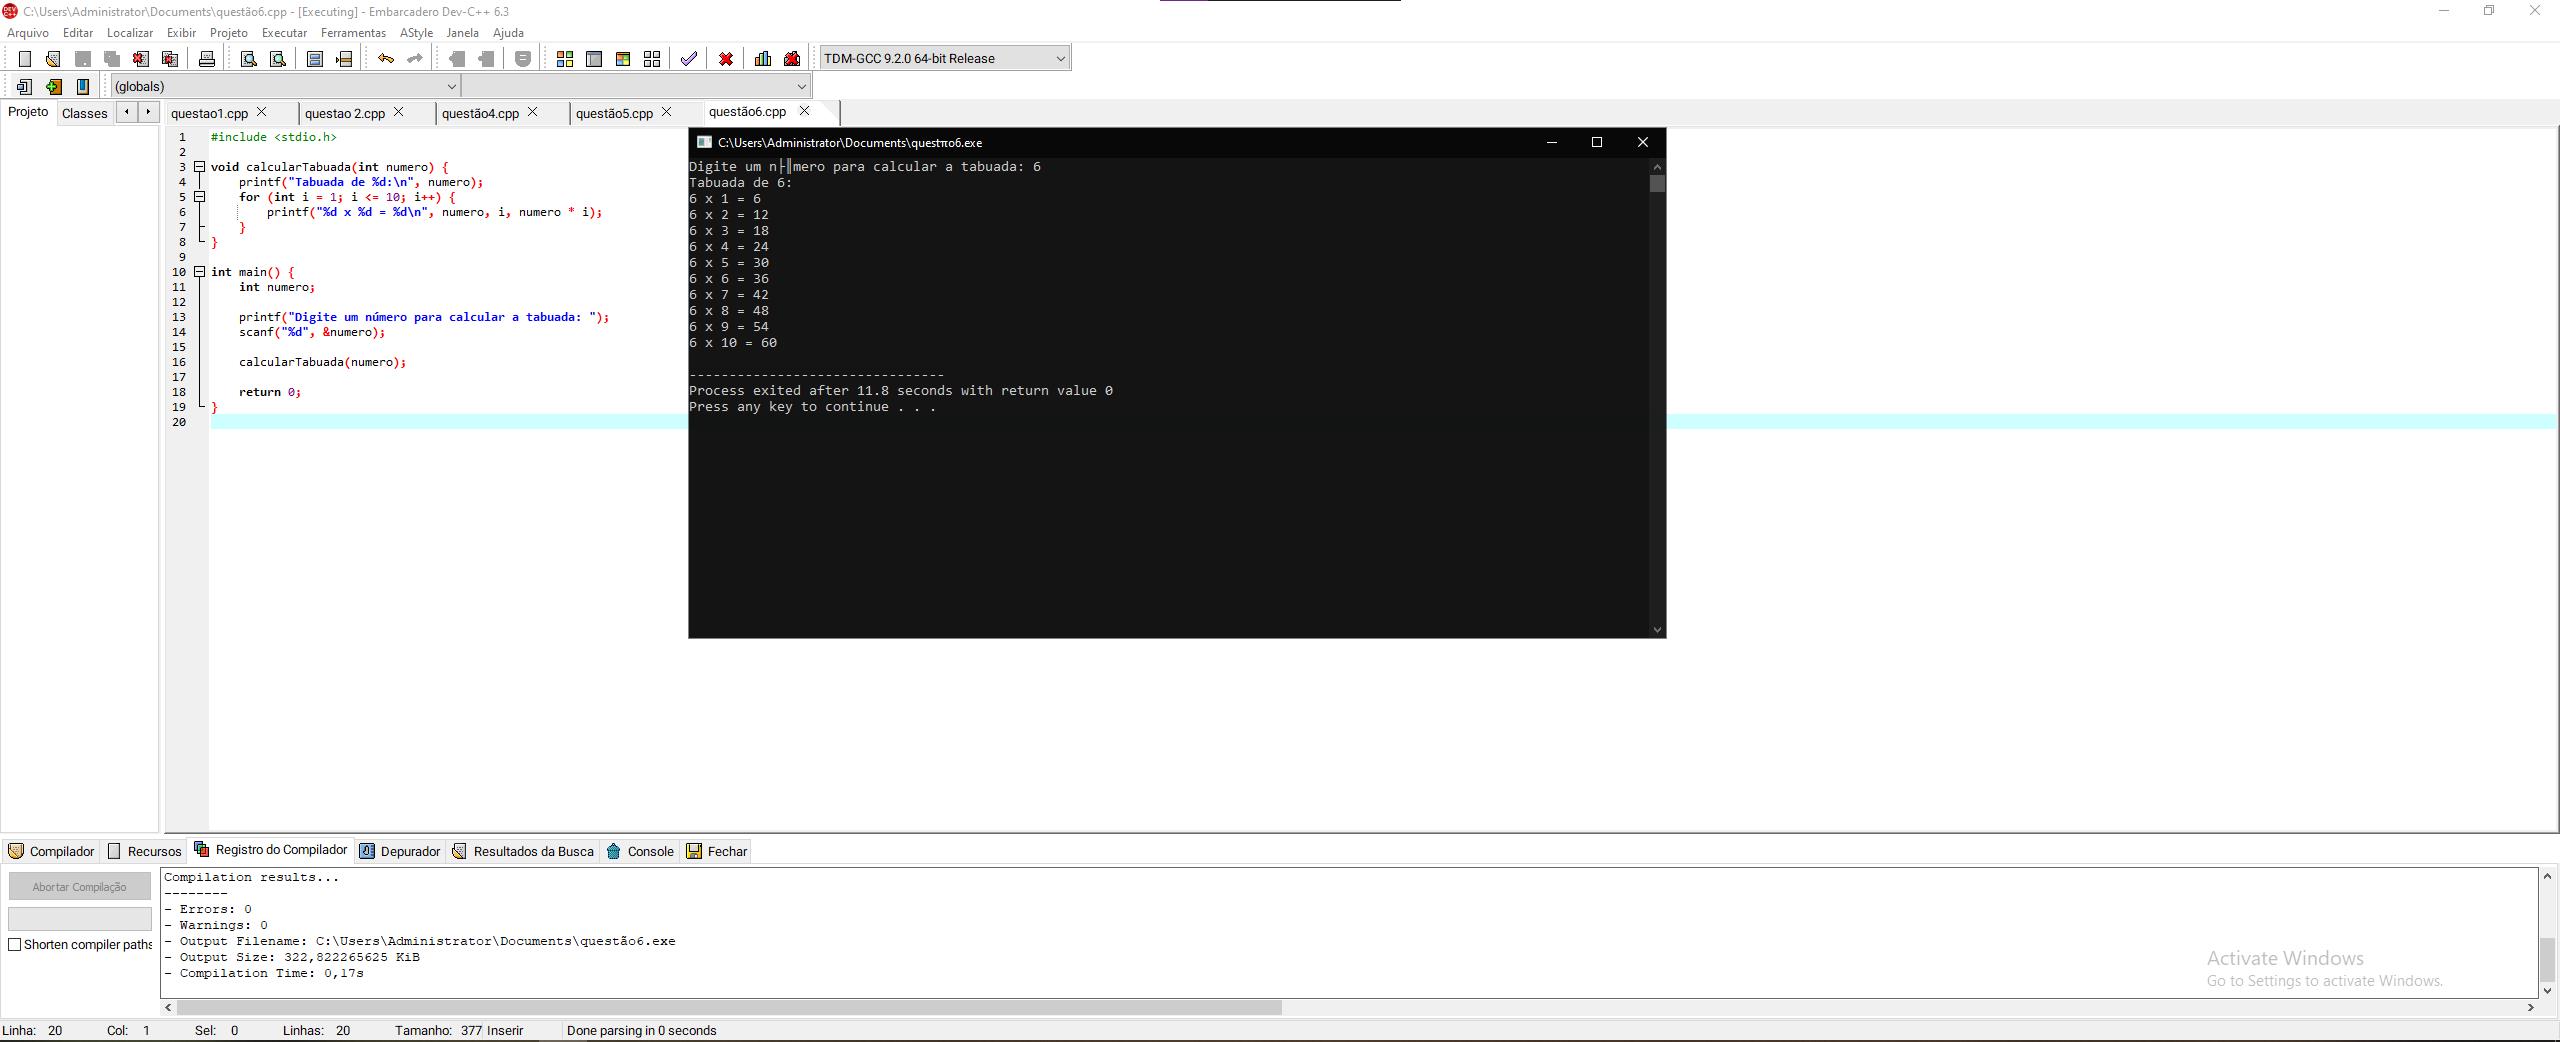 C:\Users\Administrator\Documents\questão6.cpp - [Executing] - Embarcadero Dev-C++ 6.3
Arquivo Editar Localizar Exibir Projeto Executar Ferramentas AStyle Janela Ajuda
TDM-GCC 9.2.0 64-bit Release
(globals)
Projeto Classes questao1.cpp questao 2.cpp questão4.cpp questão5.cpp questão6.cpp
1 #include <stdio.h>
2
3 void calcularTabuada(int numero) {
4 printf("Tabuada de %d:\n", numero);
5 for (int i = 1; i <= 10; i++) {
6 printf("%d x %d = %d\n", numero, i, numero * i);
7 }
8 }
9
10 int main() {
11 int numero;
12
13 printf("Digite um número para calcular a tabuada: ");
14 scanf("%d", &numero);
15
16 calcularTabuada(numero);
17
18 return 0;
19 }
20
C:\Users\Administrator\Documents\questπo6.exe
Digite um n├║mero para calcular a tabuada: 6
Tabuada de 6:
6 x 1 = 6
6 x 2 = 12
6 x 3 = 18
6 x 4 = 24
6 x 5 = 30
6 x 6 = 36
6 x 7 = 42
6 x 8 = 48
6 x 9 = 54
6 x 10 = 60
--------------------------------
Process exited after 11.8 seconds with return value 0
Press any key to continue . . .
Compilador Recursos Registro do Compilador Depurador Resultados da Busca Console Fechar
Abortar Compilação
Shorten compiler paths
Compilation results...
--------
- Errors: 0
- Warnings: 0
- Output Filename: C:\Users\Administrator\Documents\questão6.exe
- Output Size: 322,822265625 KiB
- Compilation Time: 0,17s
Activate Windows
Go to Settings to activate Windows.
Linha: 20 Col: 1 Sel: 0 Linhas: 20 Tamanho: 377 Inserir Done parsing in 0 seconds